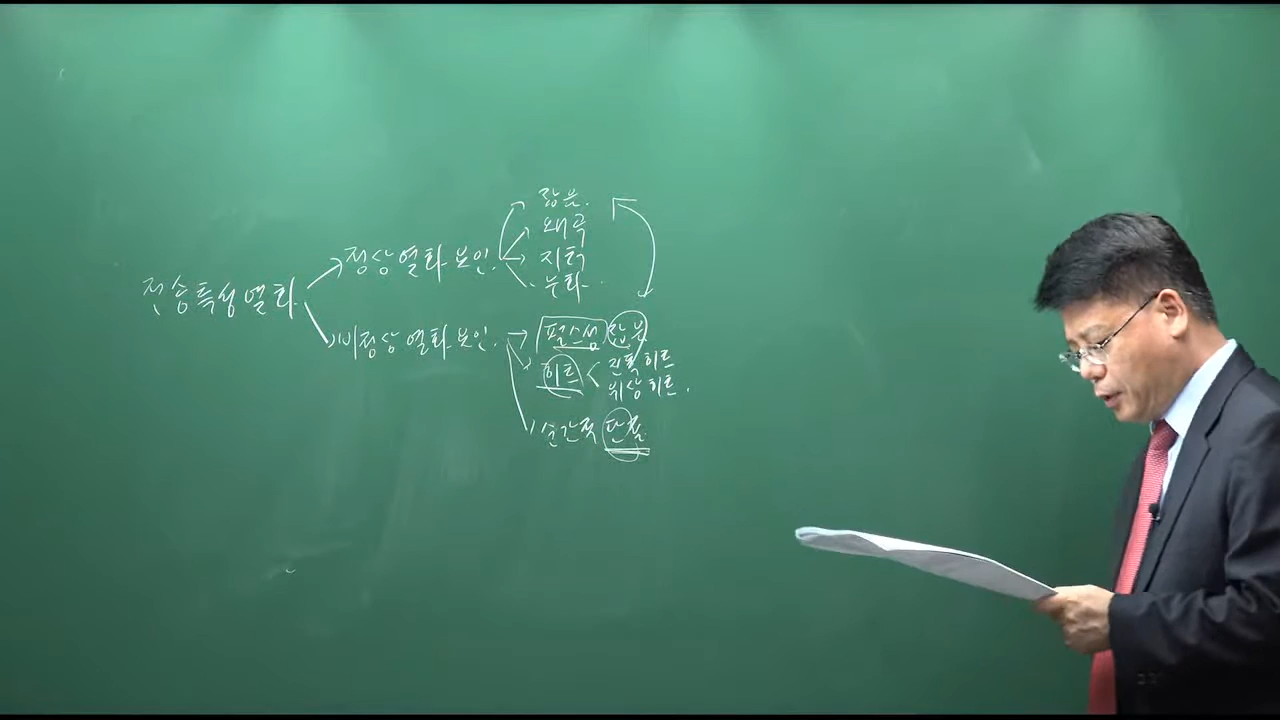 전송특성열화
정상열화요인.
잡음.
왜곡
지터
누화.
비정상열화요인.
펄스성 잡음
히트
진폭히트
위상히트.
순간적 단절.